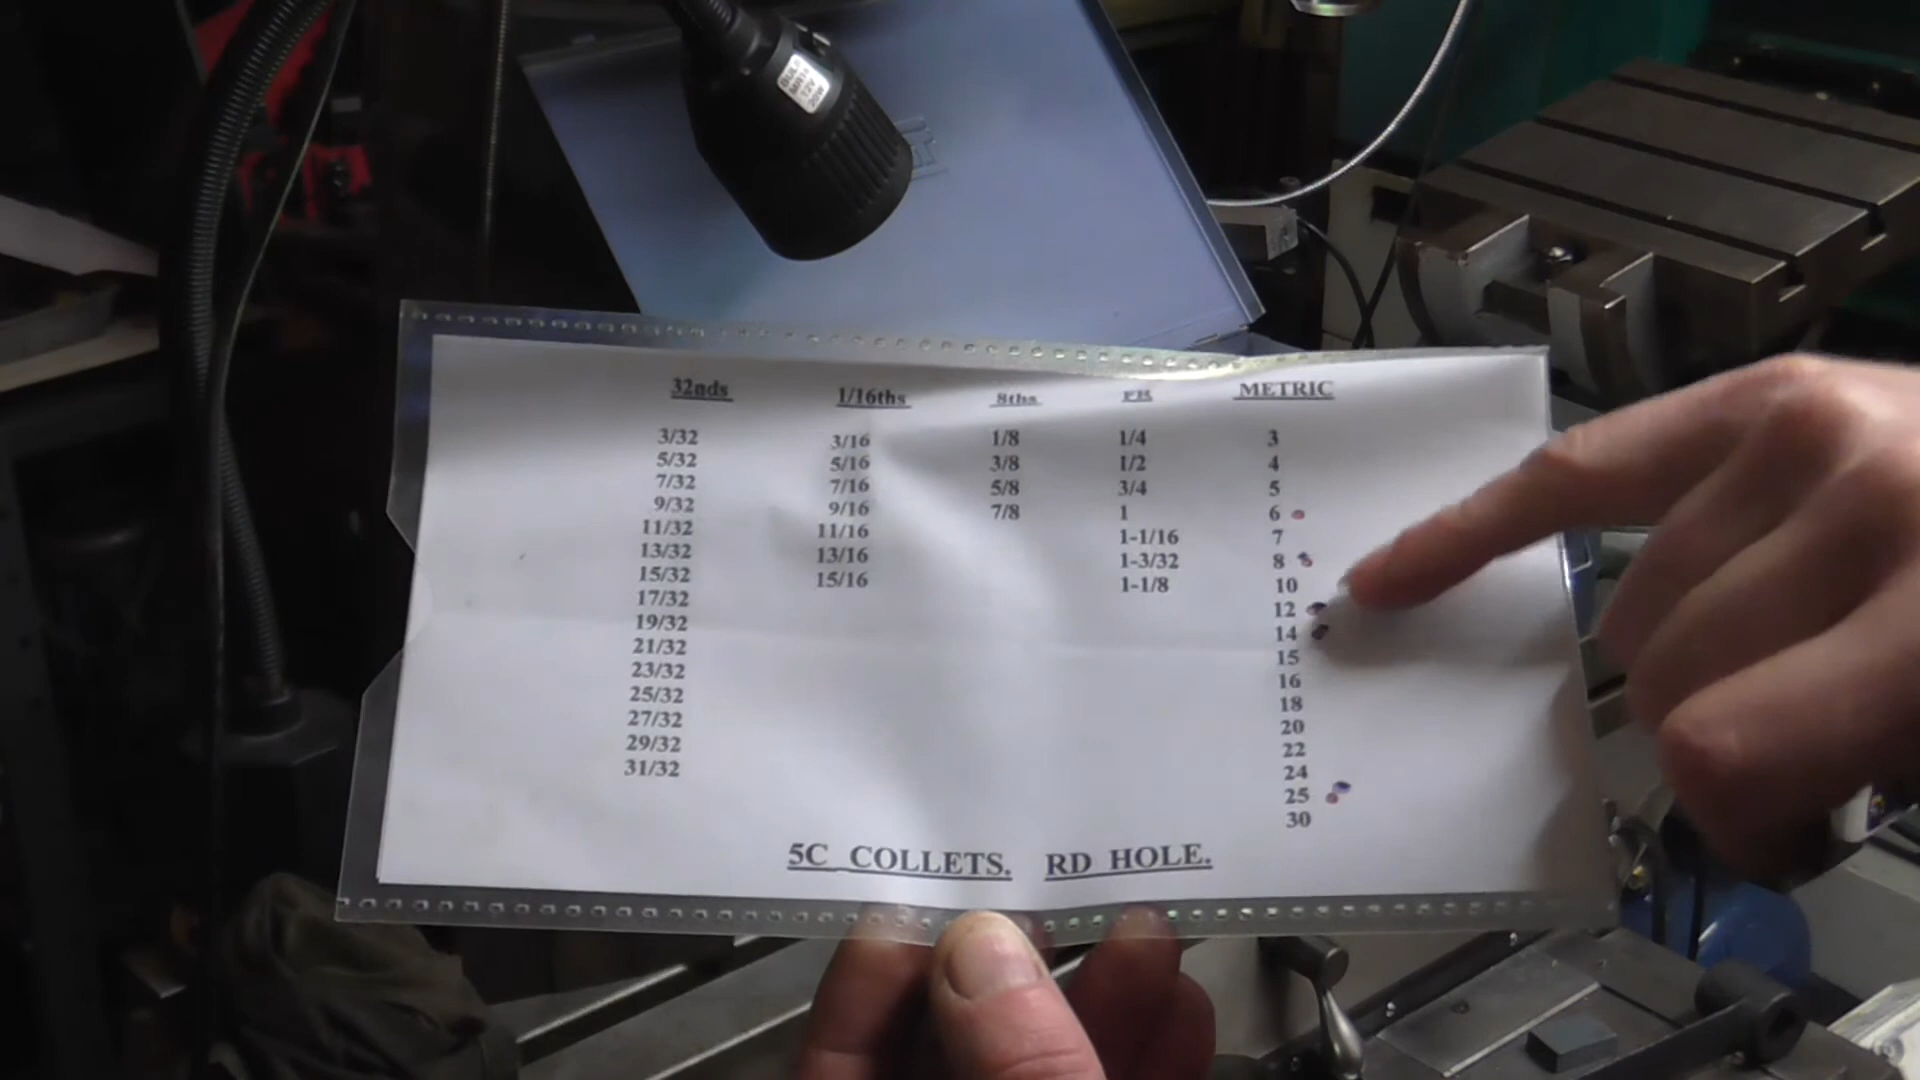 BULB
MR16
12V
20W
32nds 1/16ths 8ths METRIC
3/32 3/16 1/8 1/4 3
5/32 5/16 3/8 1/2 4
7/32 7/16 5/8 3/4 5
9/32 9/16 7/8 1 6
11/32 11/16 1-1/16 7
13/32 13/16 1-3/32 8
15/32 15/16 1-1/8 10
17/32 12
19/32 14
21/32 15
23/32 16
25/32 18
27/32 20
29/32 22
31/32 24
25
30
5C COLLETS. RD HOLE.